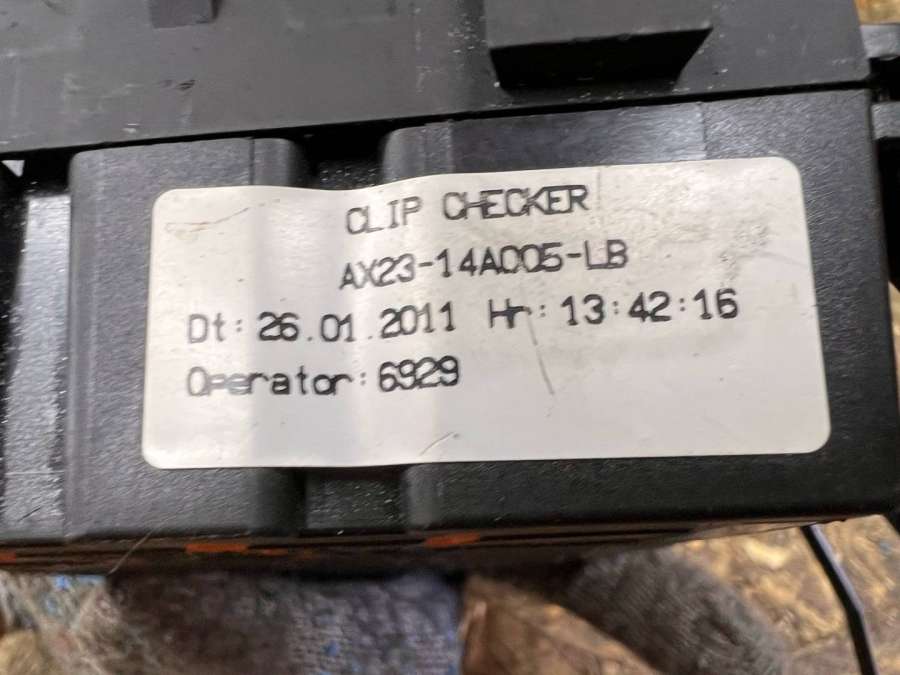 CLIP CHECKER
AX23-14A005-LB
Dt: 26.01.2011 Hr: 13:42:16
Operator: 6929